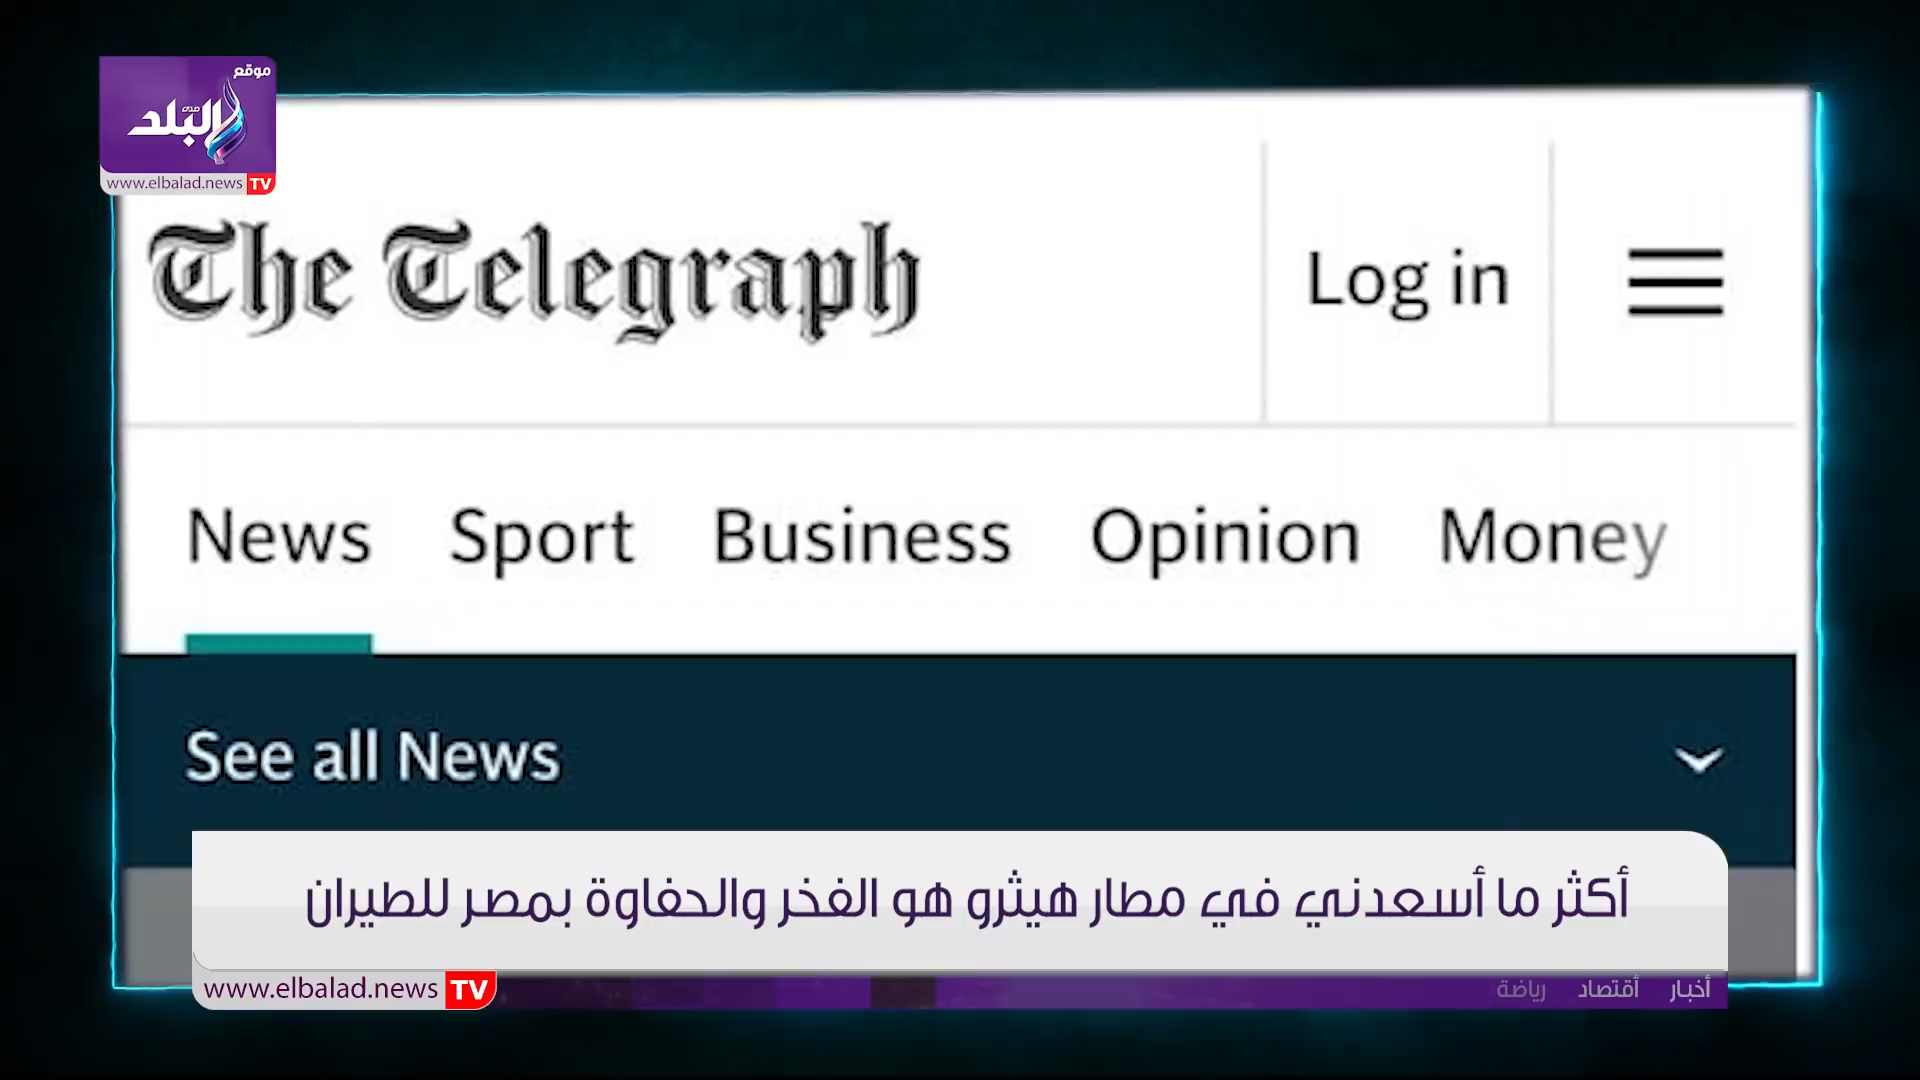 موقع
صدى البلد
www.elbalad.news TV
The Telegraph
Log in
News Sport Business Opinion Money
See all News
أكثر ما أسعدني في مطار هيثرو هو الفخر والحفاوة بمصر للطيران
www.elbalad.news TV
أخبار أقتصاد رياضة